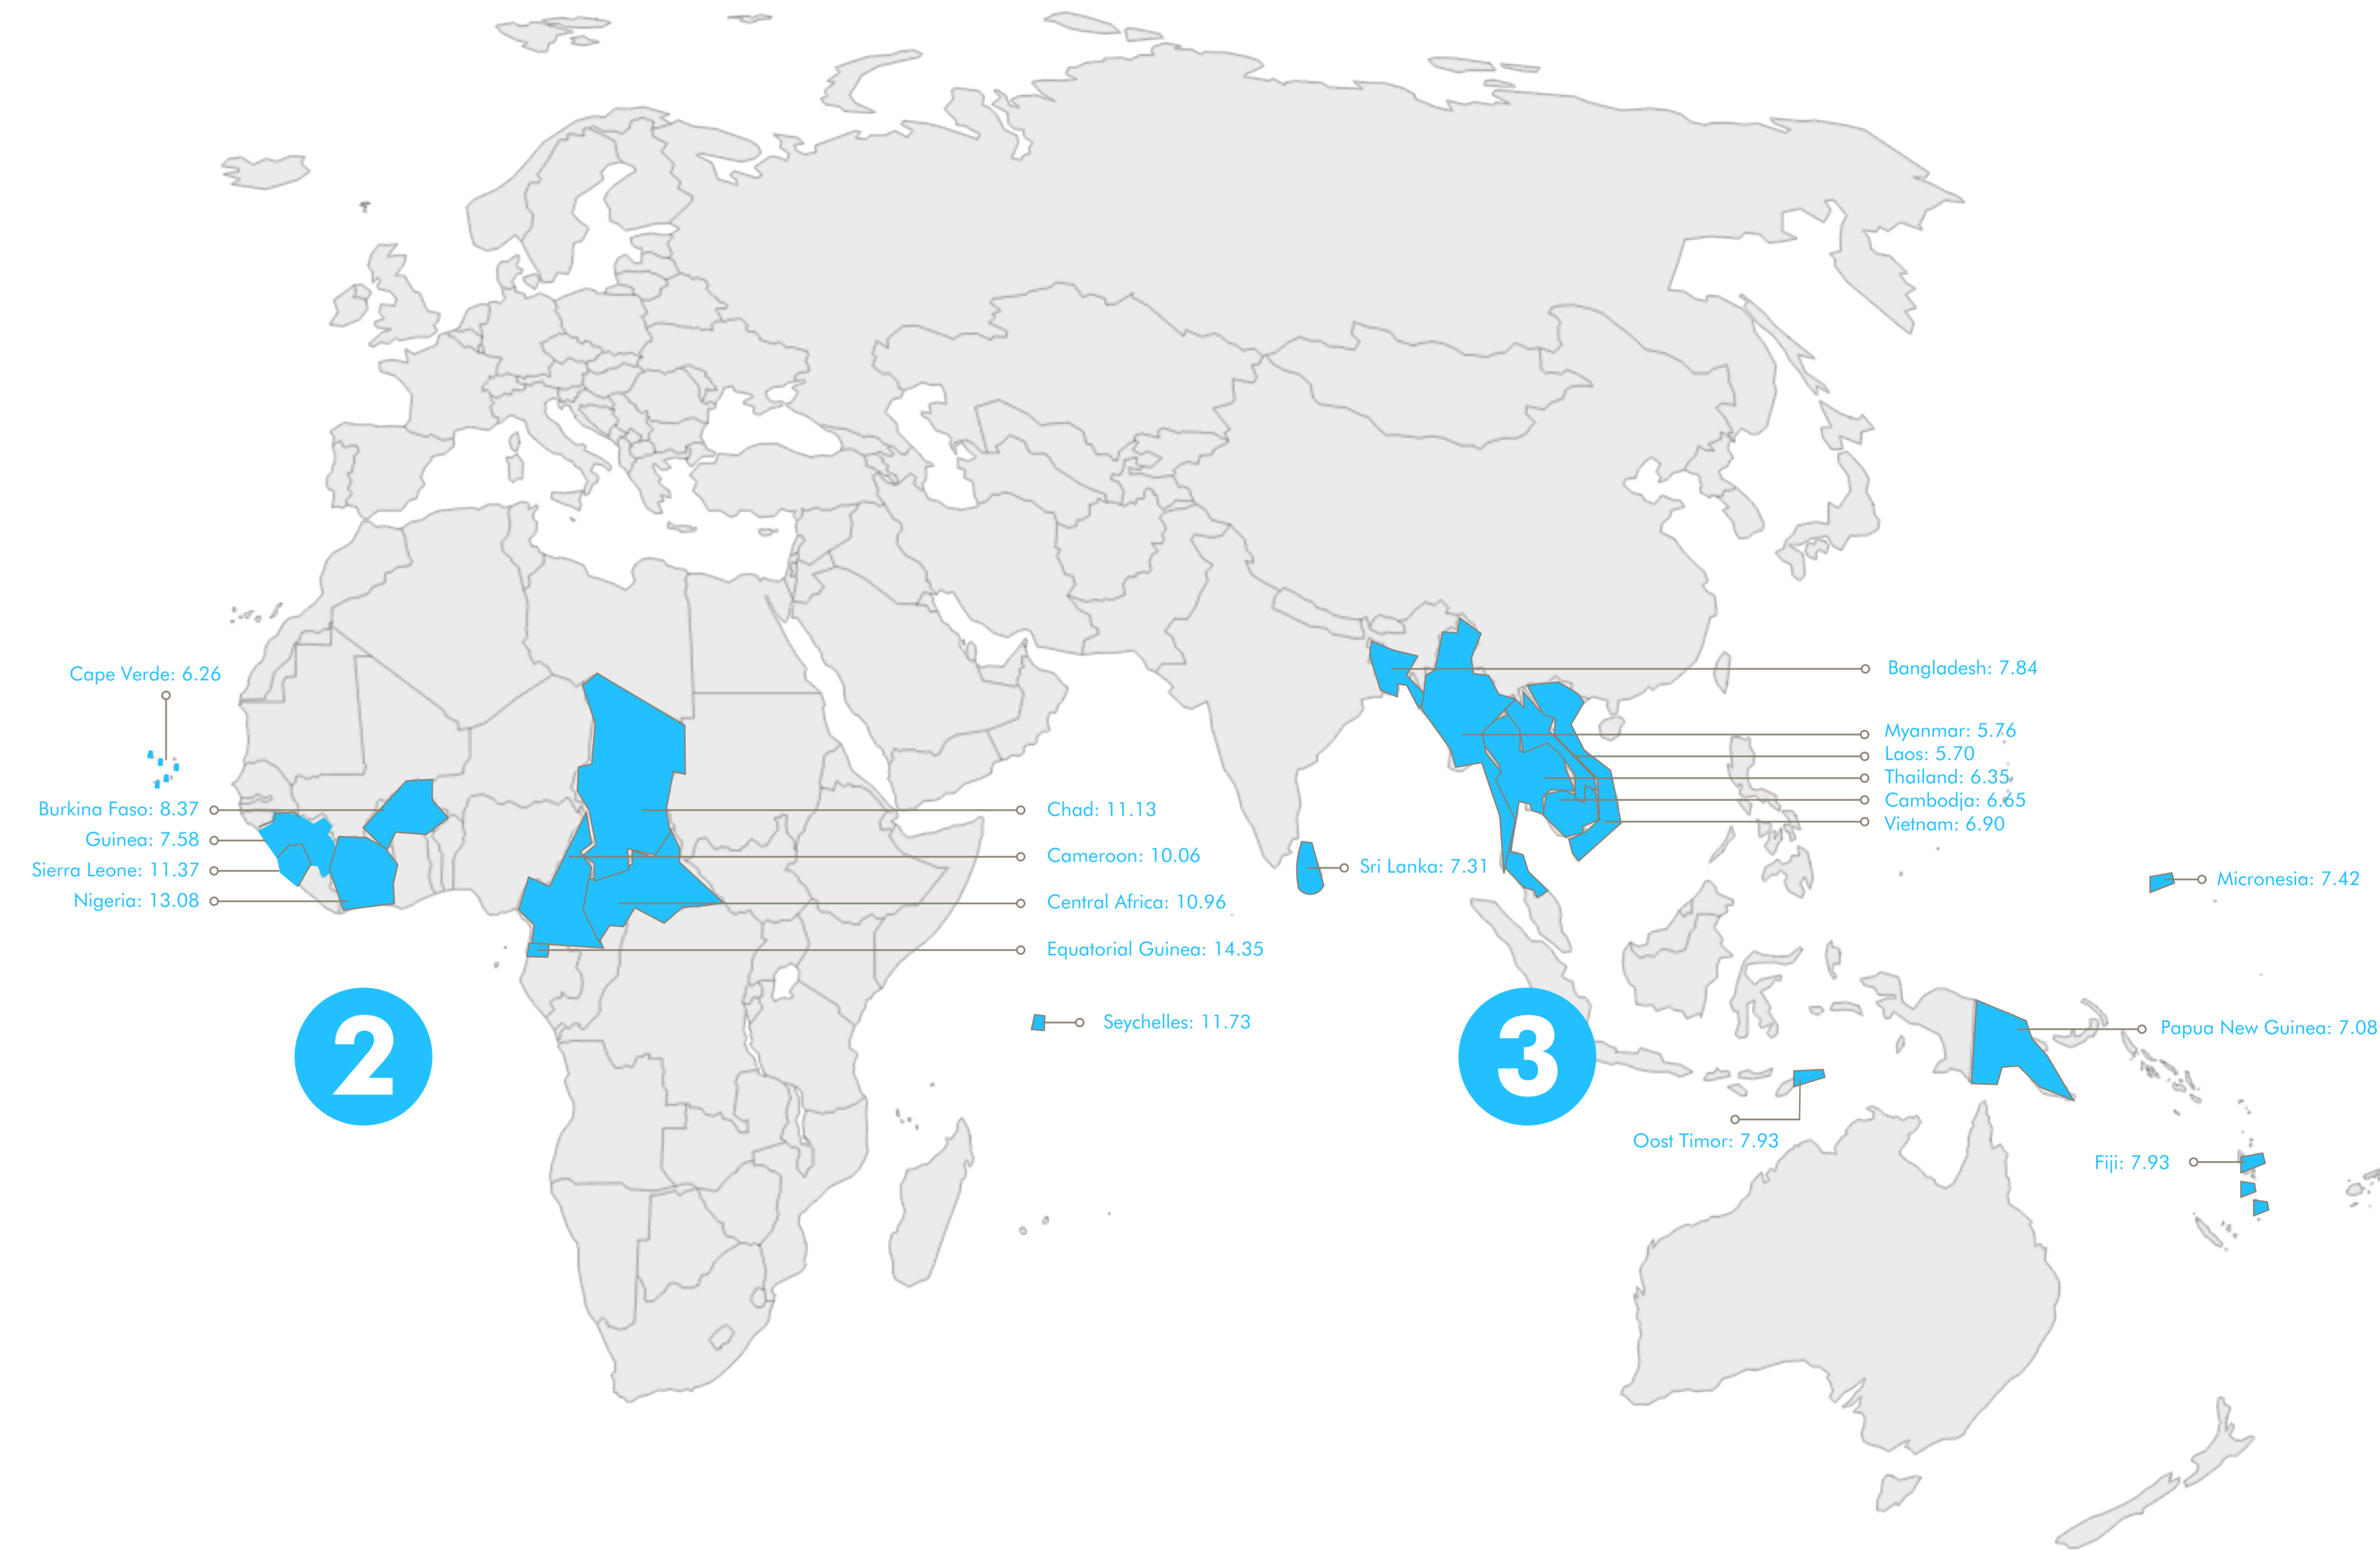 Cape Verde: 6.26
Burkina Faso: 8.37
Guinea: 7.58
Sierra Leone: 11.37
Nigeria: 13.08
2
Chad: 11.13
Cameroon: 10.06
Central Africa: 10.96
Equatorial Guinea: 14.35
Seychelles: 11.73
Bangladesh: 7.84
Myanmar: 5.76
Laos: 5.70
Thailand: 6.35
Cambodja: 6.65
Vietnam: 6.90
Sri Lanka: 7.31
Micronesia: 7.42
3
Papua New Guinea: 7.08
Oost Timor: 7.93
Fiji: 7.93